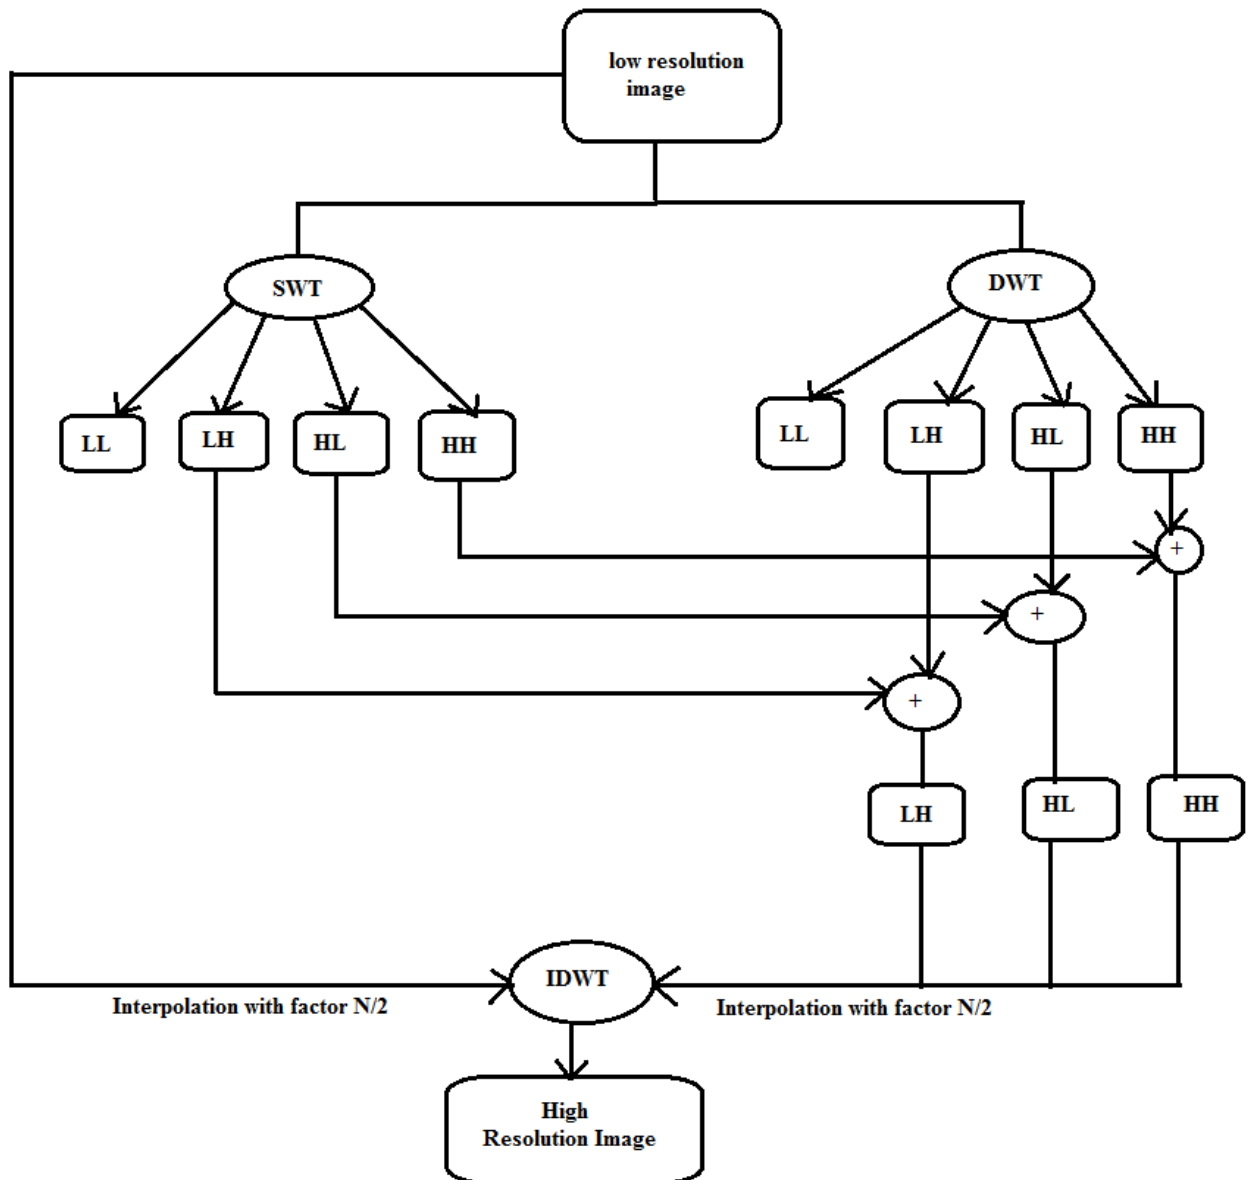 low resolution
image
SWT
DWT
LL
LH
HL
HH
LL
LH
HL
HH
+
+
+
LH
HL
HH
IDWT
Interpolation with factor N/2
Interpolation with factor N/2
High
Resolution Image